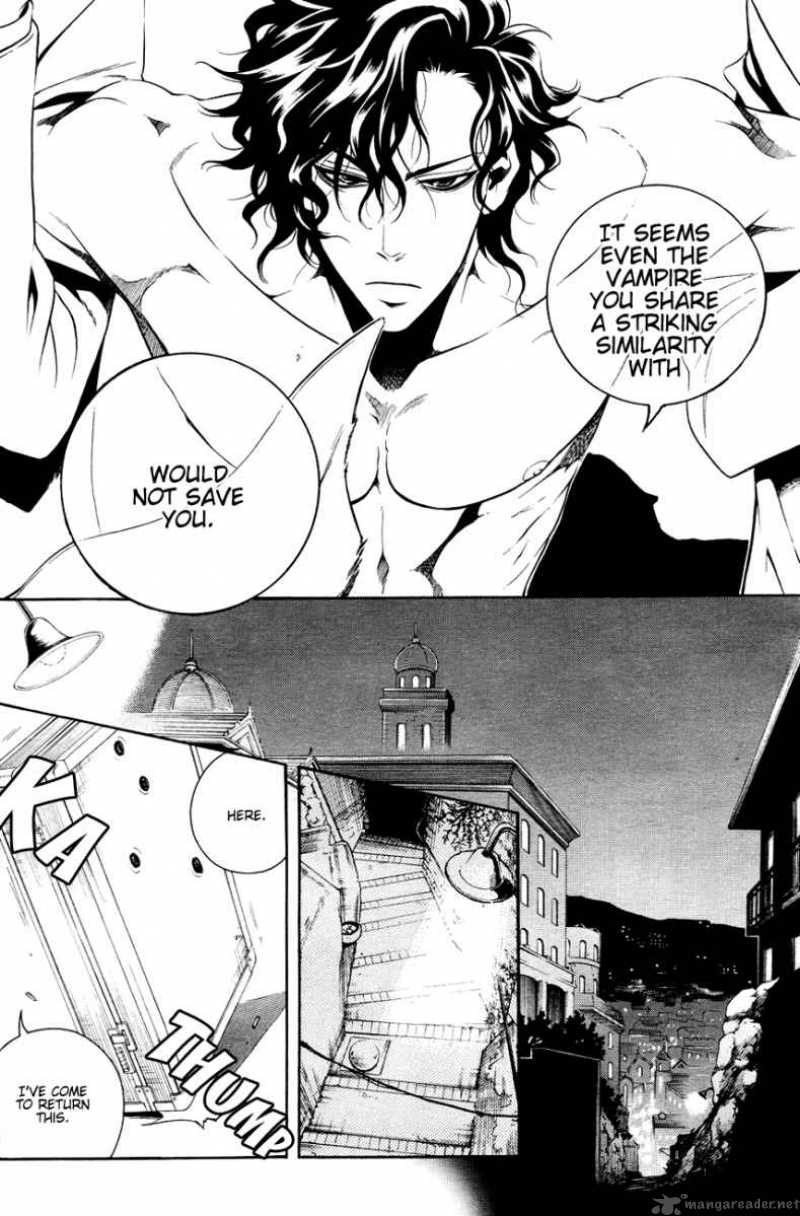 IT SEEMS
EVEN THE
VAMPIRE
YOU SHARE
A STRIKING
SIMILARITY
WITH
WOULD
NOT SAVE
YOU.
HERE.
KA
THUMP
I'VE COME
TO RETURN
THIS.
mangareader.net